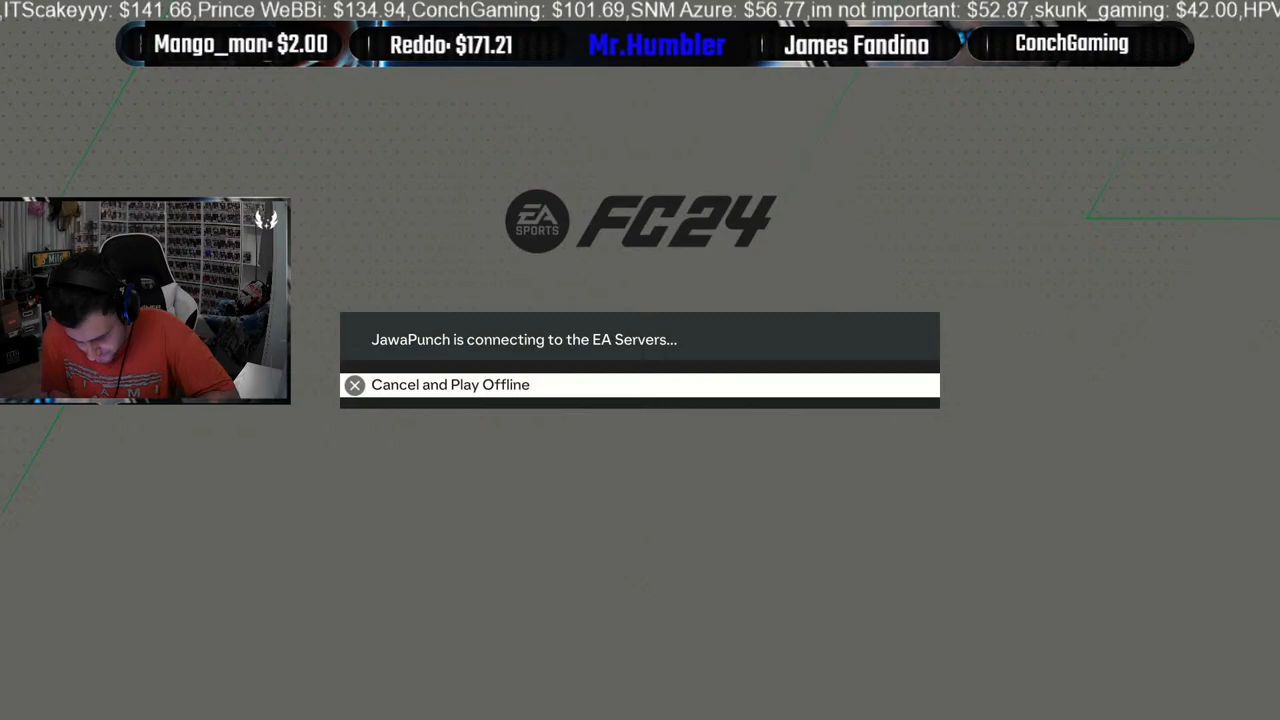 ,ITScakeyyy: $141.66,Prince WeBBi: $134.94,ConchGaming: $101.69,SNM Azure: $56.77,im not important: $52.87,skunk_gaming: $42.00,HPV
Mango_man: $2.00 Reddo: $171.21 Mr.Humbler James Fandino ConchGaming
EA SPORTS FC24
JawaPunch is connecting to the EA Servers...
Cancel and Play Offline